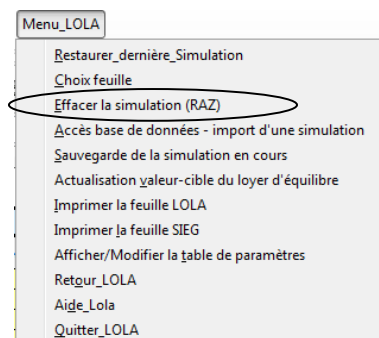 Menu_LOLA
Restaurer_dernière_Simulation
Choix feuille
Effacer la simulation (RAZ)
Accès base de données - import d'une simulation
Sauvegarde de la simulation en cours
Actualisation valeur-cible du loyer d'équilibre
Imprimer la feuille LOLA
Imprimer la feuille SIEG
Afficher/Modifier la table de paramètres
Retour_LOLA
Aide_Lola
Quitter_LOLA